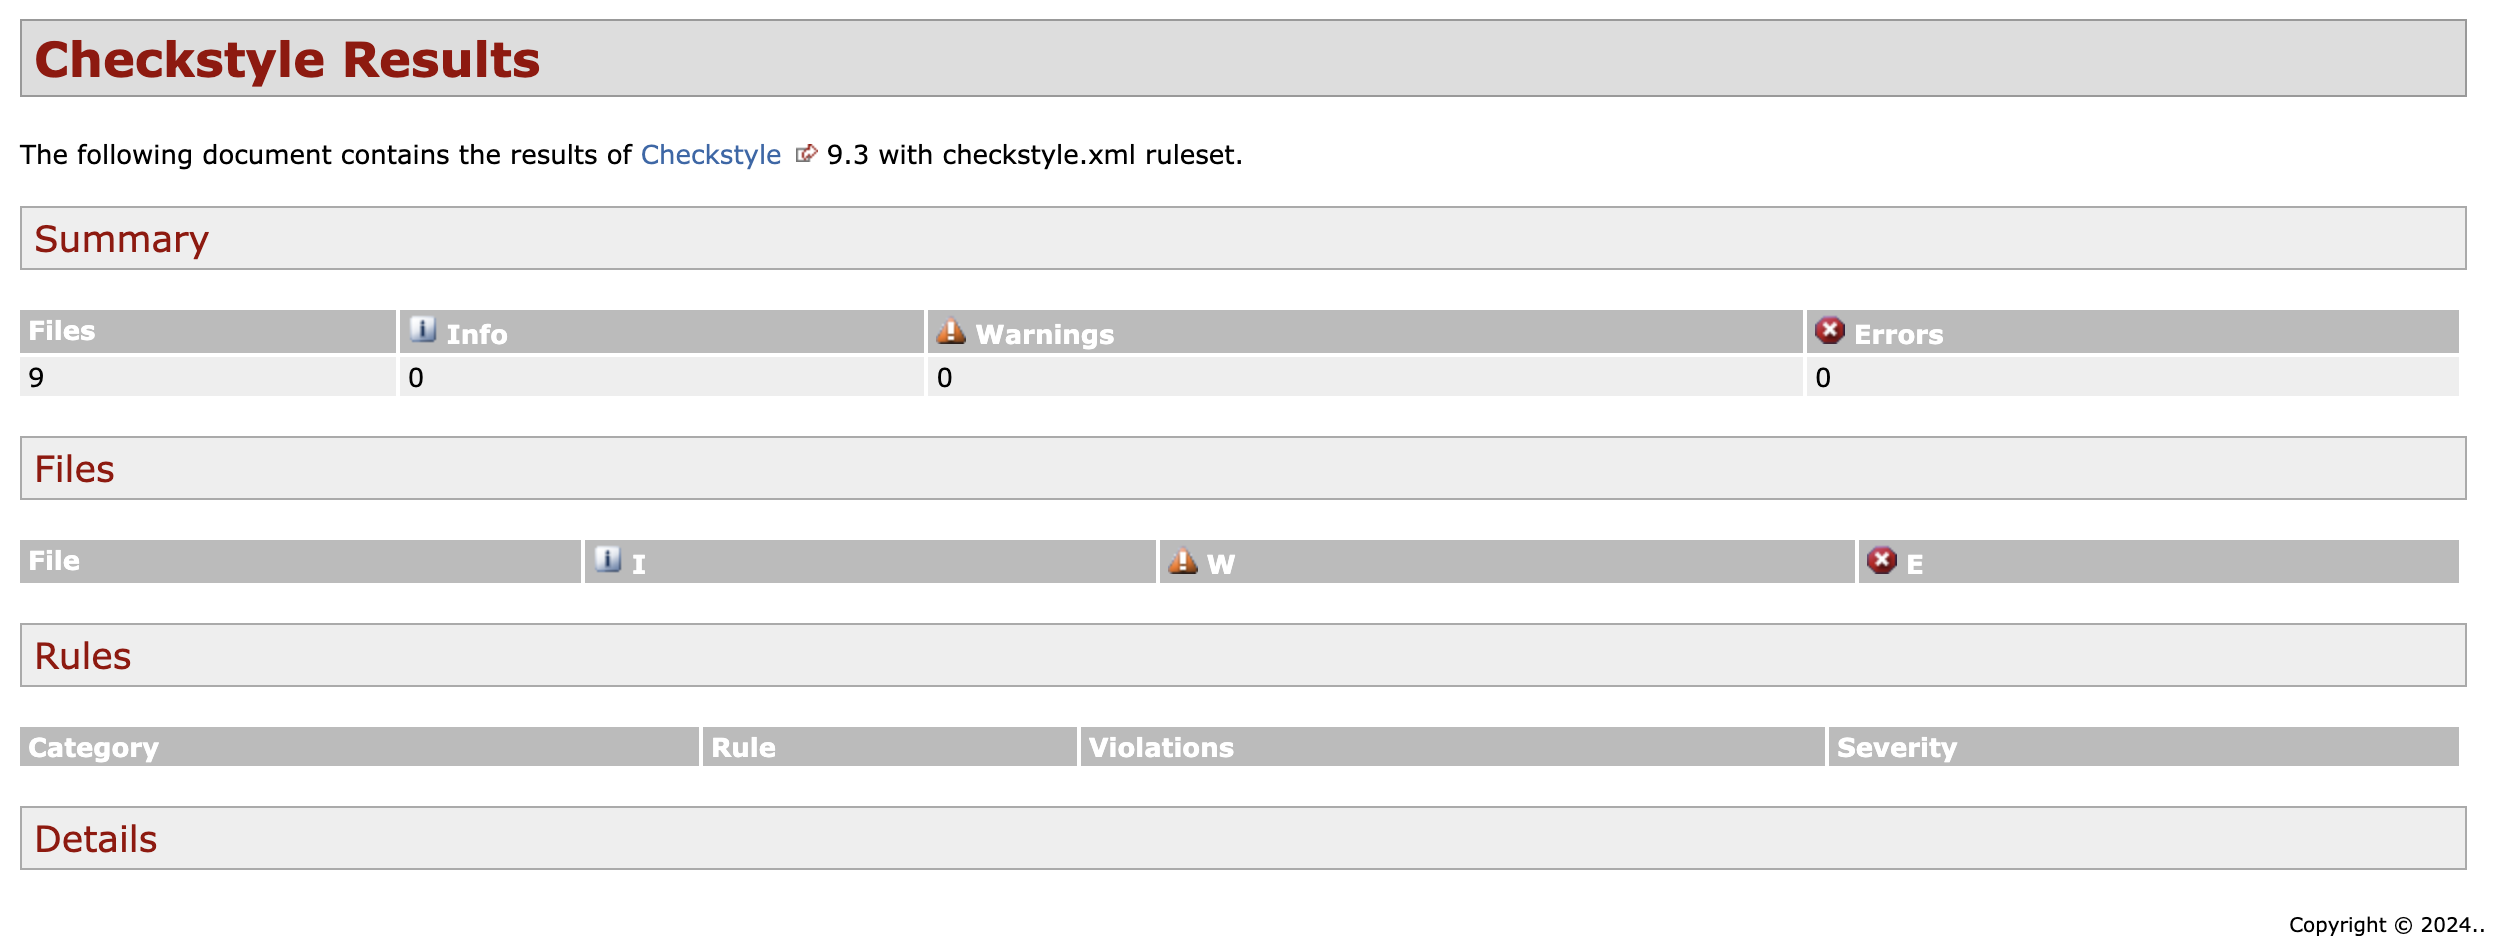 Checkstyle Results
The following document contains the results of Checkstyle 9.3 with checkstyle.xml ruleset.
Summary
Files Info Warnings Errors
9 0 0 0
Files
File I W E
Rules
Category Rule Violations Severity
Details
Copyright © 2024..